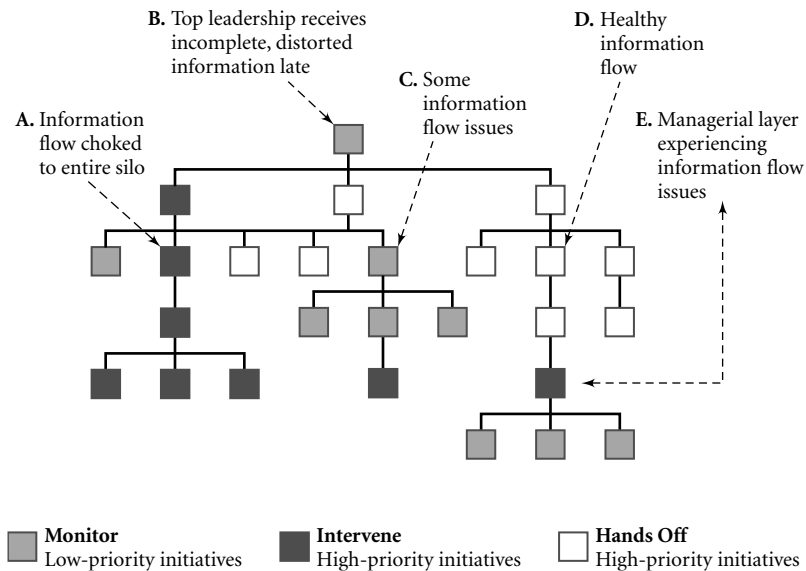 B. Top leadership receives
incomplete, distorted
information late
D. Healthy
information
flow
C. Some
information
flow issues
A. Information
flow choked
to entire silo
E. Managerial layer
experiencing
information flow
issues
Monitor
Low-priority initiatives
Intervene
High-priority initiatives
Hands Off
High-priority initiatives